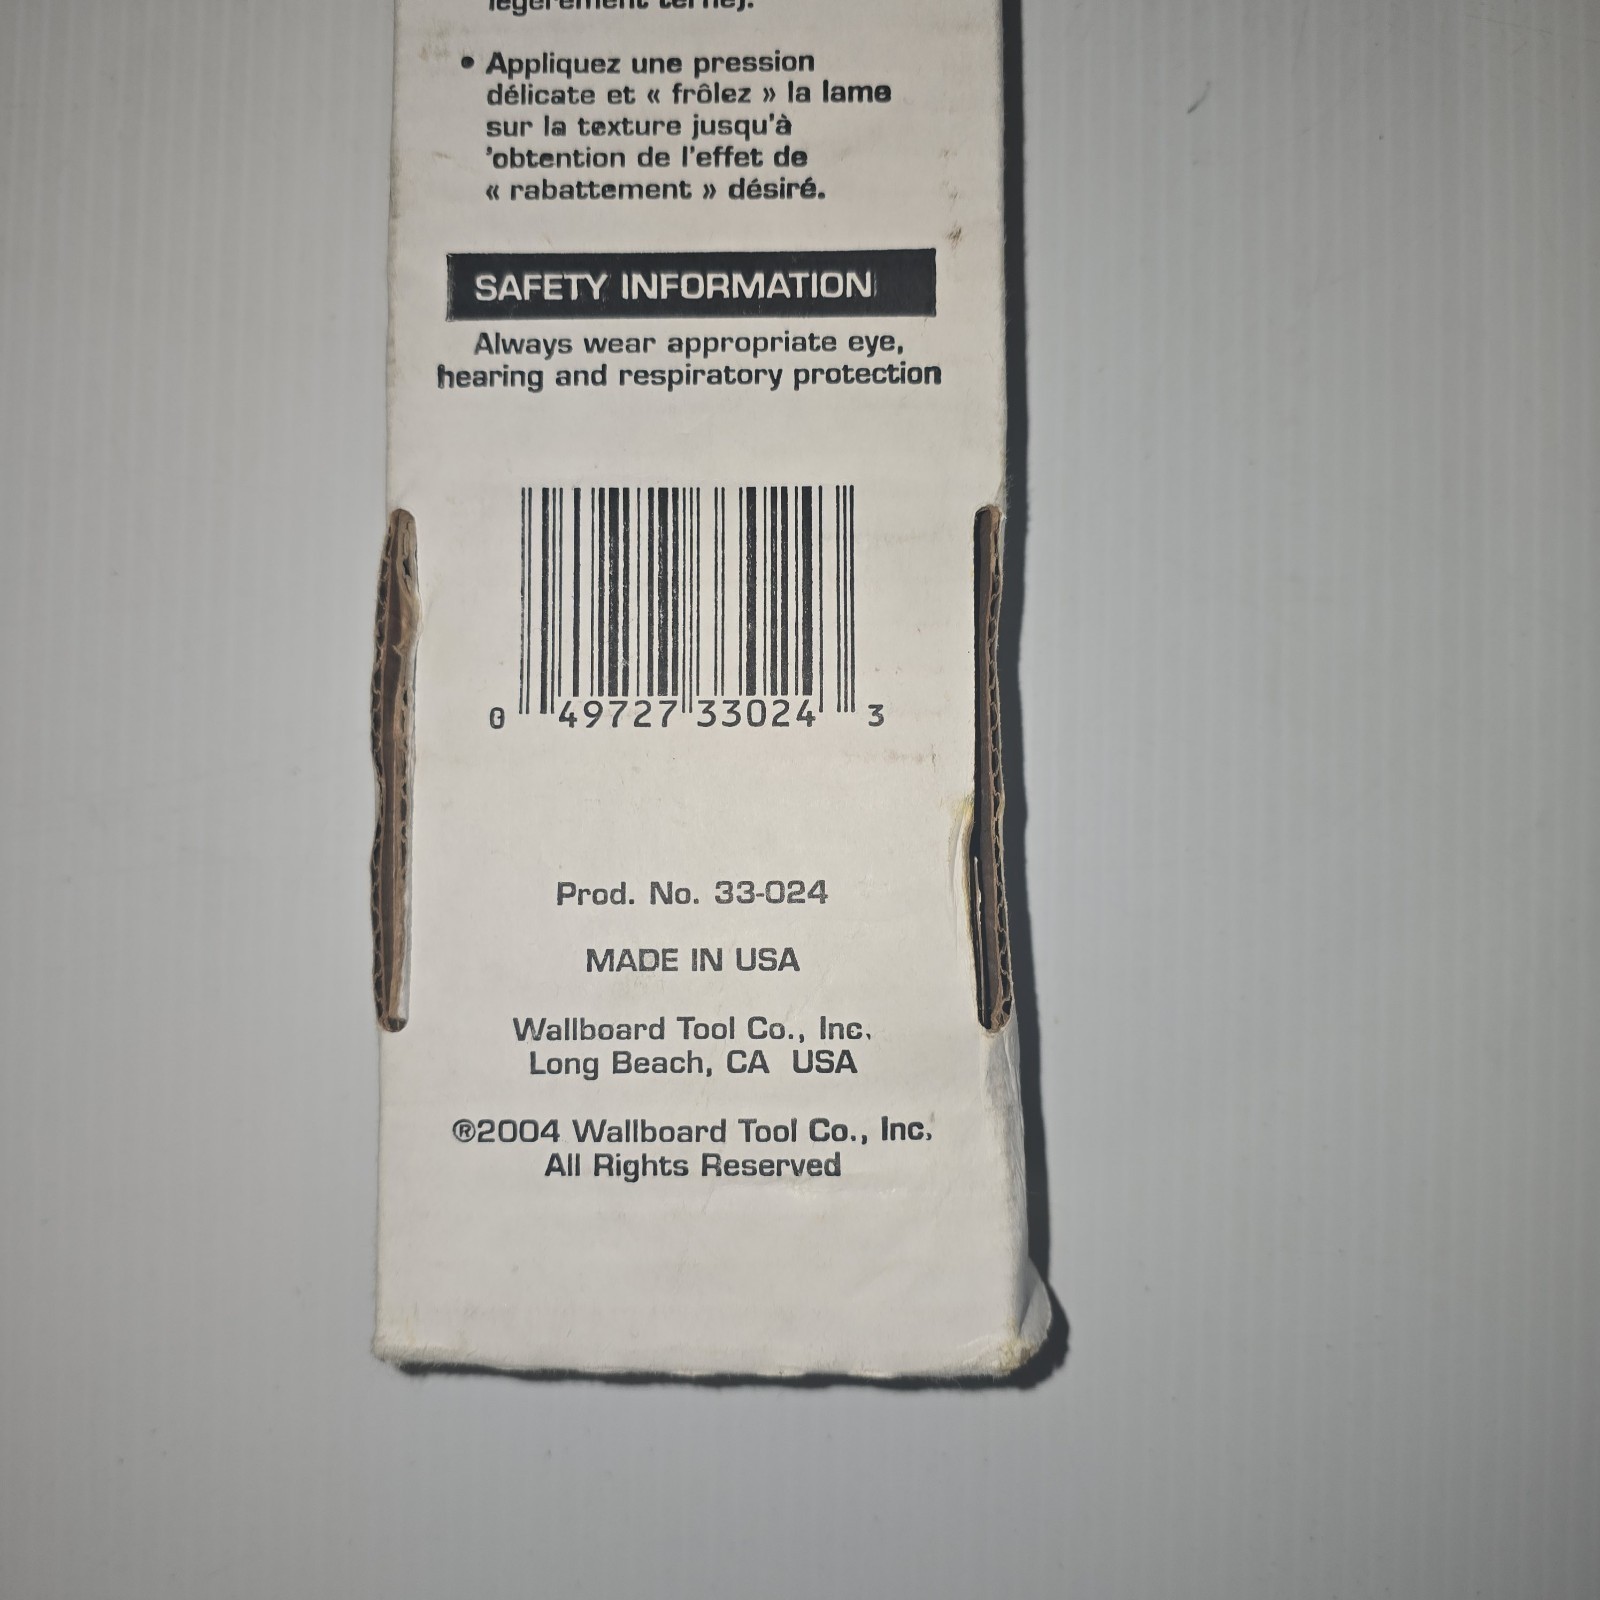 légèrement terne).
• Appliquez une pression
délicate et « frôlez » la lame
sur la texture jusqu'à
'obtention de l'effet de
« rabattement » désiré.
SAFETY INFORMATION
Always wear appropriate eye,
hearing and respiratory protection
0 49727 33024 3
Prod. No. 33-024
MADE IN USA
Wallboard Tool Co., Inc.
Long Beach, CA USA
®2004 Wallboard Tool Co., Inc.
All Rights Reserved